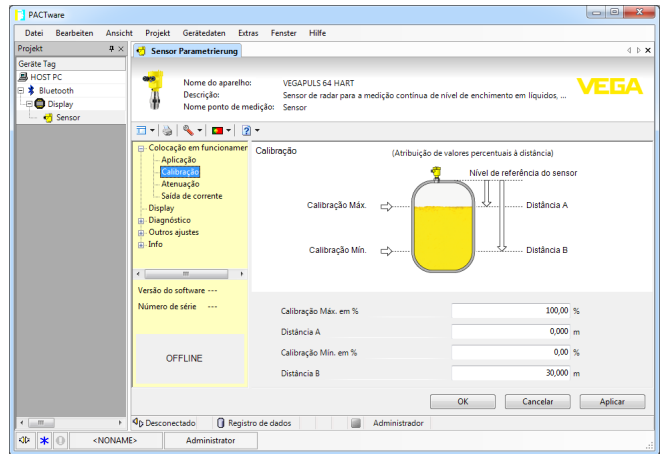 PACTware
Datei Bearbeiten Ansicht Projekt Gerätedaten Extras Fenster Hilfe
Projekt
Geräte Tag
HOST PC
Bluetooth
Display
Sensor
Sensor Parametrierung
Nome do aparelho: VEGAPULS 64 HART
Descrição: Sensor de radar para a medição contínua de nível de enchimento em líquidos, ...
Nome ponto de medição: Sensor
VEGA
Colocação em funcionamer
Aplicação
Calibração
Atenuação
Saída de corrente
Display
Diagnóstico
Outros ajustes
Info
Versão do software ---
Número de série ---
OFFLINE
Calibração
(Atribuição de valores percentuais à distância)
Nível de referência do sensor
Calibração Máx.
Distância A
Calibração Mín.
Distância B
Calibração Máx. em % 100,00 %
Distância A 0,000 m
Calibração Mín. em % 0,00 %
Distância B 30,000 m
OK Cancelar Aplicar
Desconectado Registro de dados Administrador
<NONAME> Administrator